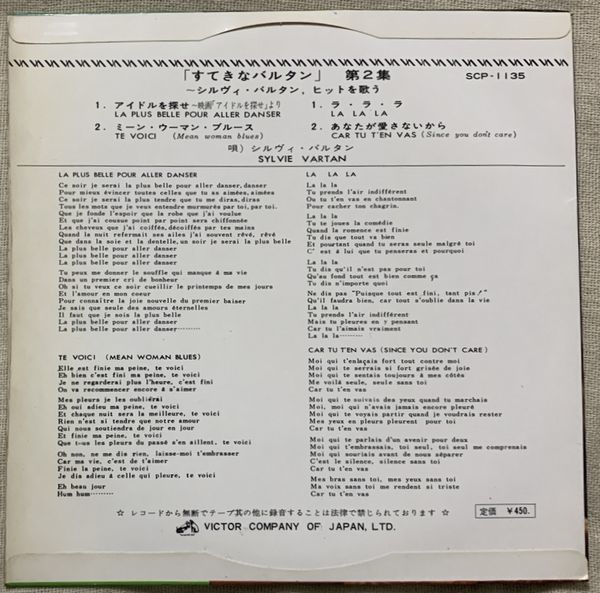 「すてきなバルタン」 第2集
SCP-1135
〜シルヴィ・バルタン, ヒットを歌う
1. アイドルを探せ〜映画「アイドルを探せ」より
LA PLUS BELLE POUR ALLER DANSER
2. ミーン・ウーマン・ブルース
TE VOICI (Mean woman blues)
1. ラ・ラ・ラ
LA LA LA
2. あなたが愛さないから
CAR TU T'EN VAS (Since you don't care)
唄) シルヴィ・バルタン
SYLVIE VARTAN
LA PLUS BELLE POUR ALLER DANSER
Ce soir je serai la plus belle pour aller danser, danser
Pour mieux évincer toutes celles que tu as aimées, aimées
Ce soir je serai la plus tendre que tu me diras, diras
Tous les mots que je veux entendre murmurés par toi, par toi.
Que je fonde l'espoir que la robe que j'ai voulue
Et que j'ai cousue point par point sera chiffonnée
Les cheveux que j'ai coiffés, décoiffés par tes mains
Quand la nuit refermait ses ailes j'ai souvent rêvé, rêvé
Que dans la soie et la dentelle, un soir je serai la plus belle
La plus belle pour aller danser
La plus belle pour aller danser
La plus belle pour aller danser
Tu peux me donner le souffle qui manque à ma vie
Dans un premier cri de bonheur
Oh si tu veux ce soir cueillir le printemps de mes jours
Et l'amour en mon coeur
Pour connaître la joie nouvelle du premier baiser
Je sais que seule des amours éternelles
Il faut que je sois la plus belle
La plus belle pour aller danser
La plus belle pour aller danser………
TE VOICI (MEAN WOMAN BLUES)
Elle est finie ma peine, te voici
Eh bien c'est fini ma peine, te voici
Je ne regarderai plus l'heure, c'est fini
On va recommencer encore à s'aimer
Mes pleurs je les oublierai
Eh oui adieu ma peine, te voici
Et chaque nuit sera la meilleure, te voici
Rien n'est si tendre que notre amour
Qui nous soutiendra de jour en jour
Et finie ma peine, te voici
Que tous les pleurs du passé s'en aillent, te voici
Oh non, ne me dis rien, laisse-moi t'embrasser
Car ma vie, c'est de t'aimer
Finie la peine, te voici
Je dis adieu à celle qui pleure, te voici
Eh beau jour
Hum hum………
LA LA LA
La la la
Tu prends l'air indifférent
Ou tu t'en vas en chantonnant
Pour cacher ton chagrin.
La la la
Tu te joues la comédie
Quand la romence est finie
Tu dis que tout va bien
Et pourtant quand tu seras seule malgré toi
C' est à lui que tu penseras et pourquoi
La la la
Tu dis qu'il n'est pas pour toi
Qu'au fond tout est bien comme ça
Tu dis n'importe quoi
Ne dis pas "Puisque tout est fini, tant pis!"
Qu'il faudra bien, car tout s'oublie dans la vie
La la la
Tu prends l'air indifférent
Mais tu pleures en y pensant
Car tu l'aimais vraiment
La la la………
CAR TU T'EN VAS (SINCE YOU DON'T CARE)
Moi qui t'enlaçais fort tout contre moi
Moi qui te serrais si fort grisée de joie
Moi qui te sentais toujours à mes côtés
Me voilà seule, seule sans toi
Car tu t'en vas
Moi qui te suivais des yeux quand tu marchais
Moi, moi qui n'avais jamais encore pleuré
Moi qui te voyais partir quand je voudrais rester
Mes yeux en pleurs pleurent pour toi
Car tu t'en vas
Moi qui te parlais d'un avenir pour deux
Moi qui t'embrassais, toi seul, toi seul me comprenais
Moi qui souriais avant de nous séparer
C'est le silence, silence sans toi
Car tu t'en vas
Mes bras sans toi, mes yeux sans toi
Ma voix sans toi me rendent si triste
Car tu t'en vas
☆ レコードから無断でテープ其の他に録音することは法律で禁じられております ☆
定価 ¥450.
VICTOR COMPANY OF JAPAN, LTD.